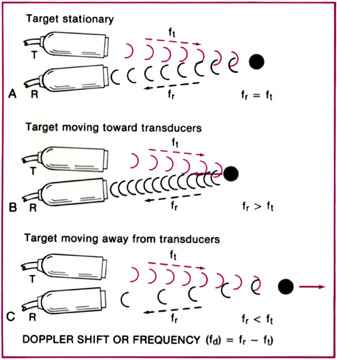 Target stationary
fₜ
T
R
A
fᵣ
fᵣ = fₜ
Target moving toward transducers
fₜ
T
R
B
fᵣ
fᵣ > fₜ
Target moving away from transducers
fₜ
T
R
C
fᵣ
fᵣ < fₜ
DOPPLER SHIFT OR FREQUENCY (f_d) = fᵣ − fₜ)